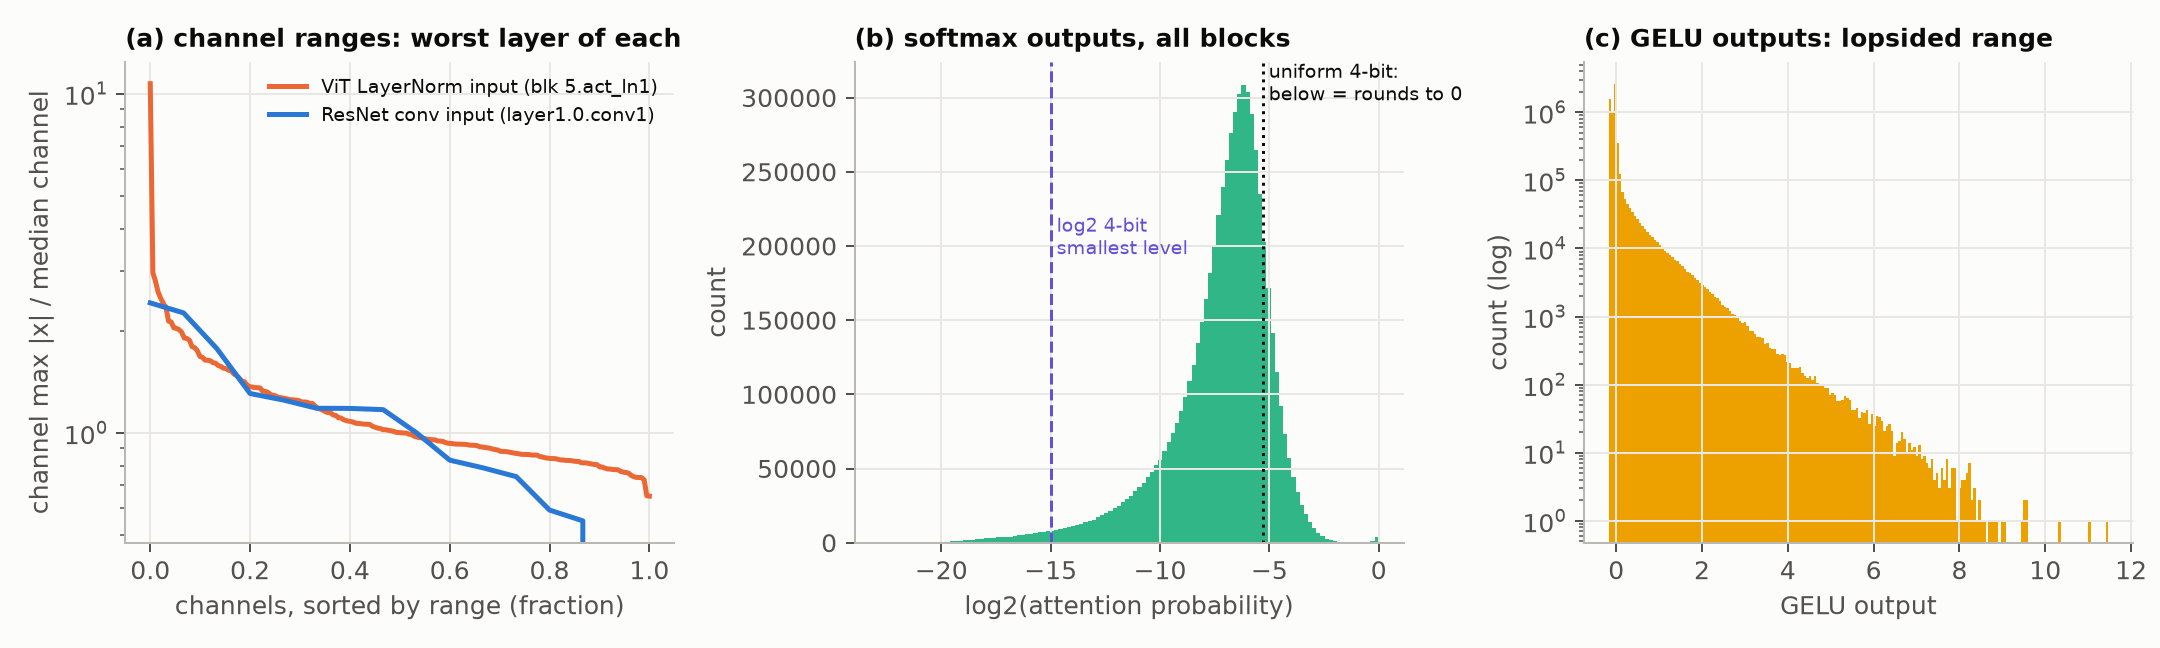 (a) channel ranges: worst layer of each
channel max |x| / median channel
10¹
10⁰
ViT LayerNorm input (blk 5.act_ln1)
ResNet conv input (layer1.0.conv1)
0.0 0.2 0.4 0.6 0.8 1.0
channels, sorted by range (fraction)
(b) softmax outputs, all blocks
count
300000
250000
200000
150000
100000
50000
0
uniform 4-bit:
below = rounds to 0
log2 4-bit
smallest level
−20 −15 −10 −5 0
log2(attention probability)
(c) GELU outputs: lopsided range
count (log)
10⁶
10⁵
10⁴
10³
10²
10¹
10⁰
0 2 4 6 8 10 12
GELU output